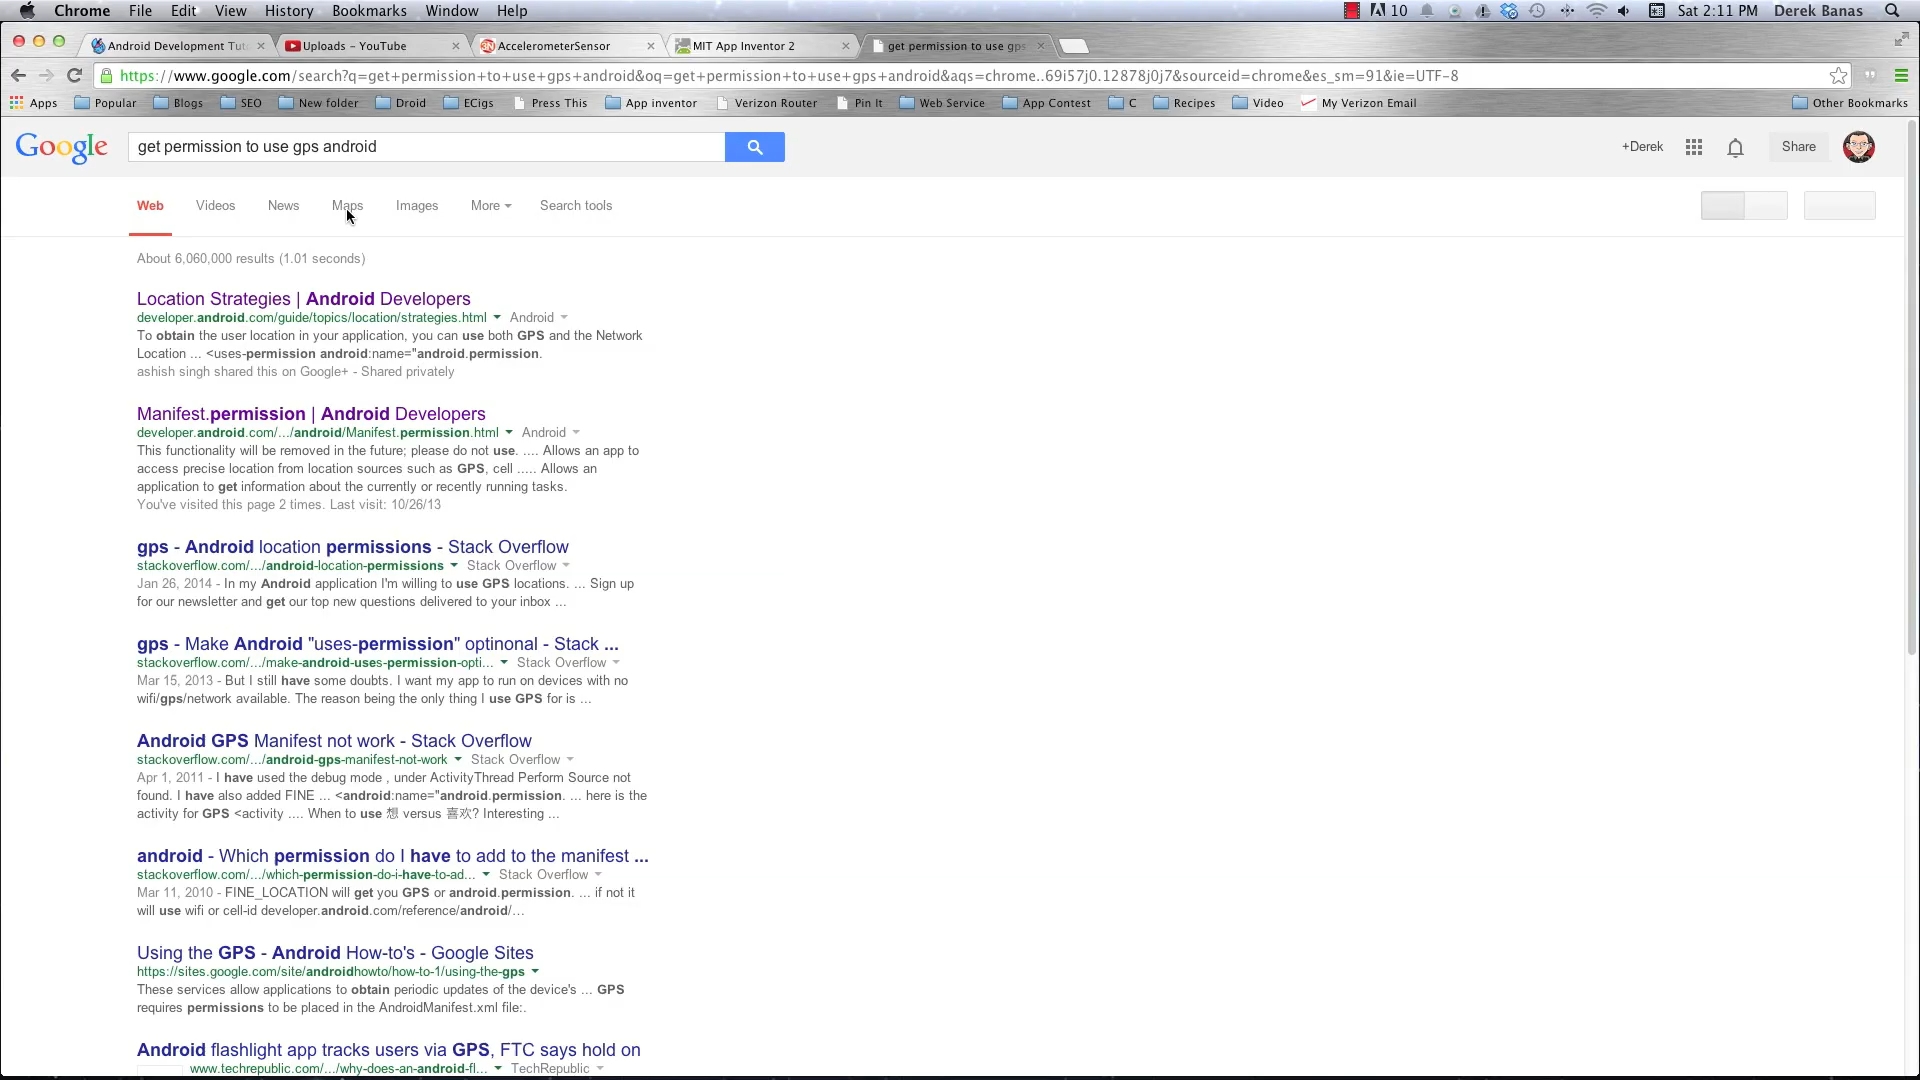 Chrome File Edit View History Bookmarks Window Help 10 Sat 2:11 PM Derek Banas
Android Development Tut
Uploads - YouTube
AccelerometerSensor
MIT App Inventor 2
get permission to use gps
https://www.google.com/search?q=get+permission+to+use+gps+android&oq=get+permission+to+use+gps+android&aqs=chrome..69i57j0.12878j0j7&sourceid=chrome&es_sm=91&ie=UTF-8
Apps Popular Blogs SEO New folder Droid ECigs Press This App inventor Verizon Router Pin It Web Service App Contest C Recipes Video My Verizon Email Other Bookmarks
Google get permission to use gps android +Derek Share
Web Videos News Maps Images More Search tools
About 6,060,000 results (1.01 seconds)
Location Strategies | Android Developers
developer.android.com/guide/topics/location/strategies.html Android
To obtain the user location in your application, you can use both GPS and the Network
Location ... <uses-permission android:name="android.permission.
ashish singh shared this on Google+ - Shared privately
Manifest.permission | Android Developers
developer.android.com/.../android/Manifest.permission.html Android
This functionality will be removed in the future; please do not use. .... Allows an app to
access precise location from location sources such as GPS, cell ..... Allows an
application to get information about the currently or recently running tasks.
You've visited this page 2 times. Last visit: 10/26/13
gps - Android location permissions - Stack Overflow
stackoverflow.com/.../android-location-permissions Stack Overflow
Jan 26, 2014 - In my Android application I'm willing to use GPS locations. ... Sign up
for our newsletter and get our top new questions delivered to your inbox ...
gps - Make Android "uses-permission" optinonal - Stack ...
stackoverflow.com/.../make-android-uses-permission-opti... Stack Overflow
Mar 15, 2013 - But I still have some doubts. I want my app to run on devices with no
wifi/gps/network available. The reason being the only thing I use GPS for is ...
Android GPS Manifest not work - Stack Overflow
stackoverflow.com/.../android-gps-manifest-not-work Stack Overflow
Apr 1, 2011 - I have used the debug mode , under ActivityThread Perform Source not
found. I have also added FINE ... <android:name="android.permission. ... here is the
activity for GPS <activity .... When to use 想 versus 喜欢? Interesting ...
android - Which permission do I have to add to the manifest ...
stackoverflow.com/.../which-permission-do-i-have-to-ad... Stack Overflow
Mar 11, 2010 - FINE_LOCATION will get you GPS or android.permission. ... if not it
will use wifi or cell-id developer.android.com/reference/android/...
Using the GPS - Android How-to's - Google Sites
https://sites.google.com/site/androidhowto/how-to-1/using-the-gps
These services allow applications to obtain periodic updates of the device's ... GPS
requires permissions to be placed in the AndroidManifest.xml file:.
Android flashlight app tracks users via GPS, FTC says hold on
www.techrepublic.com/.../why-does-an-android-fl... TechRepublic